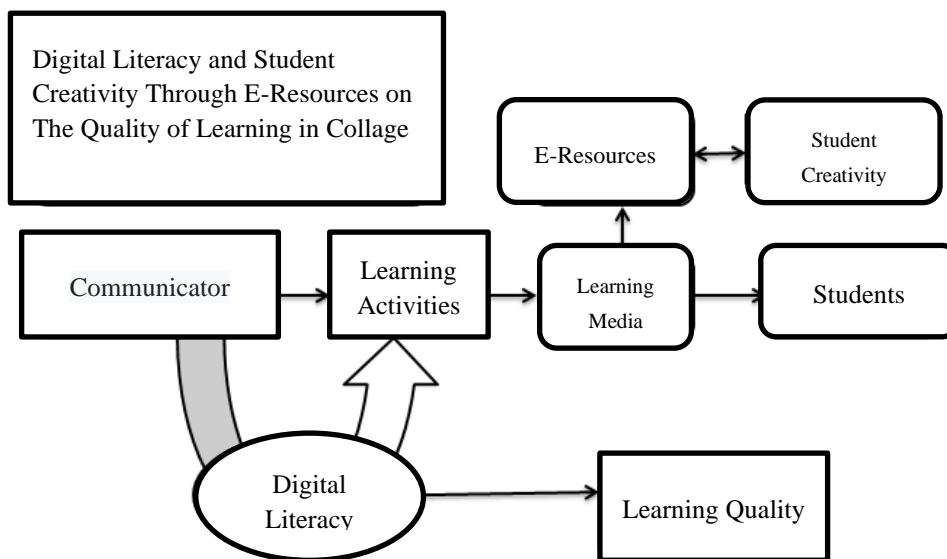 Digital Literacy and Student
Creativity Through E-Resources on
The Quality of Learning in Collage
E-Resources
Student
Creativity
Communicator
Learning
Activities
Learning
Media
Students
Digital
Literacy
Learning Quality